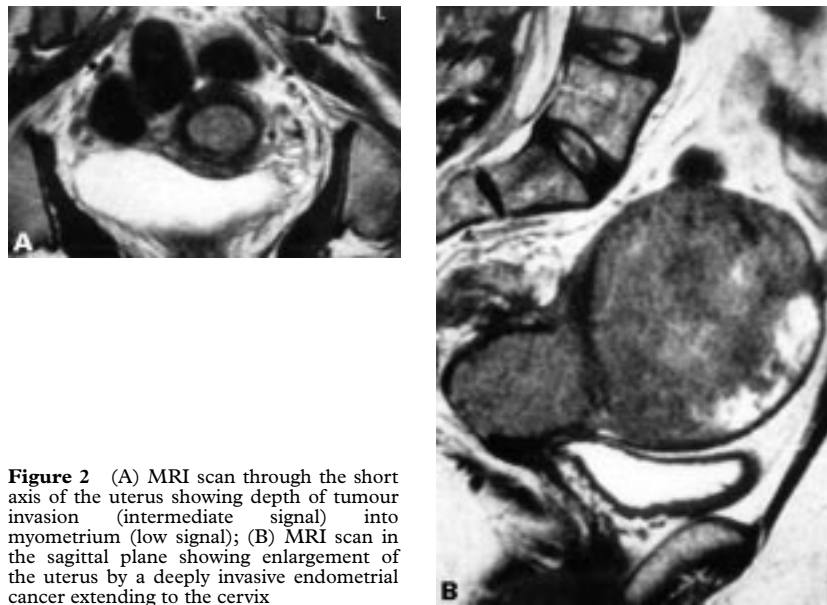 L
A
B
Figure 2 (A) MRI scan through the short
axis of the uterus showing depth of tumour
invasion (intermediate signal) into
myometrium (low signal); (B) MRI scan in
the sagittal plane showing enlargement of
the uterus by a deeply invasive endometrial
cancer extending to the cervix